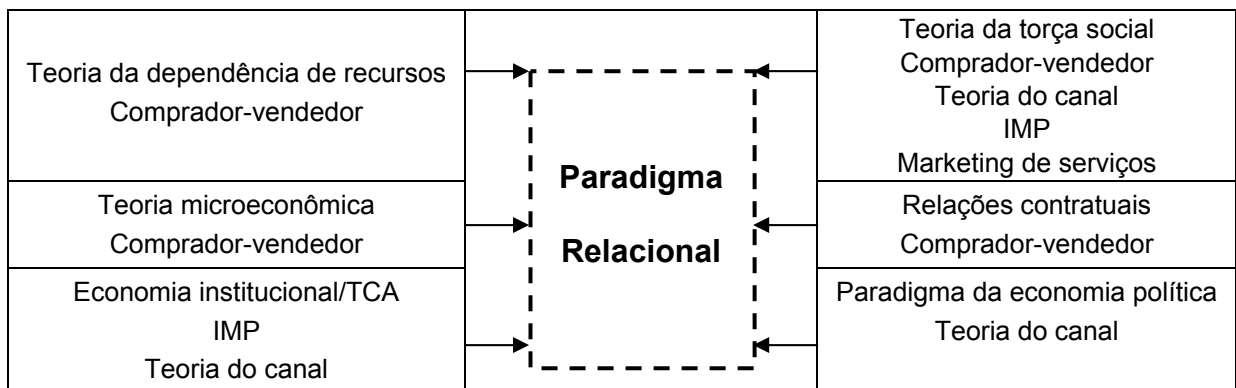 Teoria da dependência de recursos
Comprador-vendedor
Teoria microeconômica
Comprador-vendedor
Economia institucional/TCA
IMP
Teoria do canal
Paradigma
Relacional
Teoria da torça social
Comprador-vendedor
Teoria do canal
IMP
Marketing de serviços
Relações contratuais
Comprador-vendedor
Paradigma da economia política
Teoria do canal